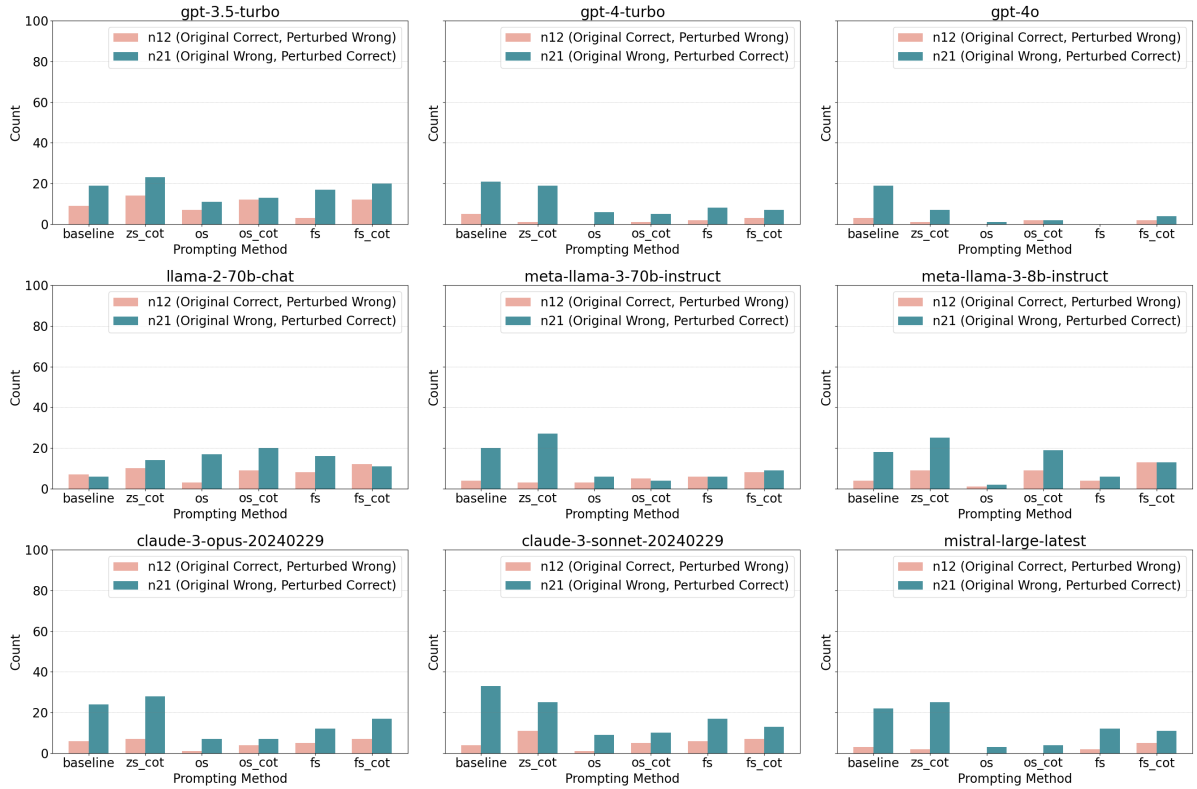 gpt-3.5-turbo
n12 (Original Correct, Perturbed Wrong)
n21 (Original Wrong, Perturbed Correct)
100
80
60
40
20
0
Count
baseline zs_cot os os_cot fs fs_cot
Prompting Method
gpt-4-turbo
n12 (Original Correct, Perturbed Wrong)
n21 (Original Wrong, Perturbed Correct)
Count
baseline zs_cot os os_cot fs fs_cot
Prompting Method
gpt-4o
n12 (Original Correct, Perturbed Wrong)
n21 (Original Wrong, Perturbed Correct)
Count
baseline zs_cot os os_cot fs fs_cot
Prompting Method
llama-2-70b-chat
n12 (Original Correct, Perturbed Wrong)
n21 (Original Wrong, Perturbed Correct)
100
80
60
40
20
0
Count
baseline zs_cot os os_cot fs fs_cot
Prompting Method
meta-llama-3-70b-instruct
n12 (Original Correct, Perturbed Wrong)
n21 (Original Wrong, Perturbed Correct)
Count
baseline zs_cot os os_cot fs fs_cot
Prompting Method
meta-llama-3-8b-instruct
n12 (Original Correct, Perturbed Wrong)
n21 (Original Wrong, Perturbed Correct)
Count
baseline zs_cot os os_cot fs fs_cot
Prompting Method
claude-3-opus-20240229
n12 (Original Correct, Perturbed Wrong)
n21 (Original Wrong, Perturbed Correct)
100
80
60
40
20
0
Count
baseline zs_cot os os_cot fs fs_cot
Prompting Method
claude-3-sonnet-20240229
n12 (Original Correct, Perturbed Wrong)
n21 (Original Wrong, Perturbed Correct)
Count
baseline zs_cot os os_cot fs fs_cot
Prompting Method
mistral-large-latest
n12 (Original Correct, Perturbed Wrong)
n21 (Original Wrong, Perturbed Correct)
Count
baseline zs_cot os os_cot fs fs_cot
Prompting Method